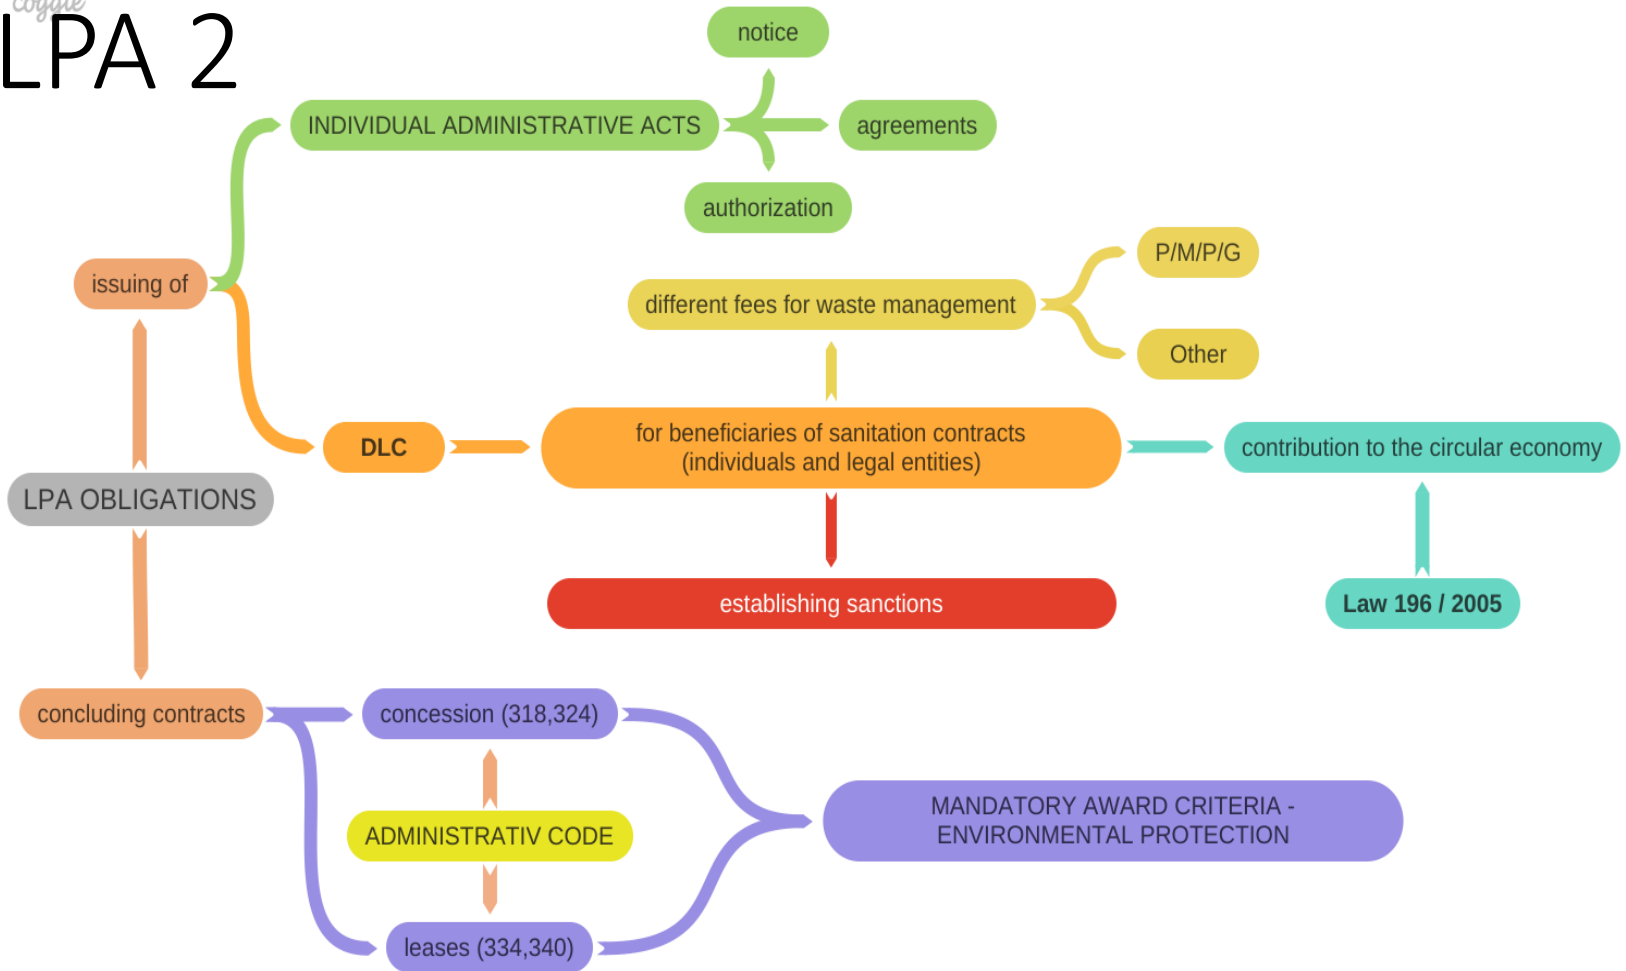 coggle
LPA 2
notice
INDIVIDUAL ADMINISTRATIVE ACTS
agreements
authorization
P/M/P/G
issuing of
different fees for waste management
Other
DLC
for beneficiaries of sanitation contracts
(individuals and legal entities)
contribution to the circular economy
LPA OBLIGATIONS
establishing sanctions
Law 196 / 2005
concluding contracts
concession (318,324)
MANDATORY AWARD CRITERIA -
ENVIRONMENTAL PROTECTION
ADMINISTRATIV CODE
leases (334,340)